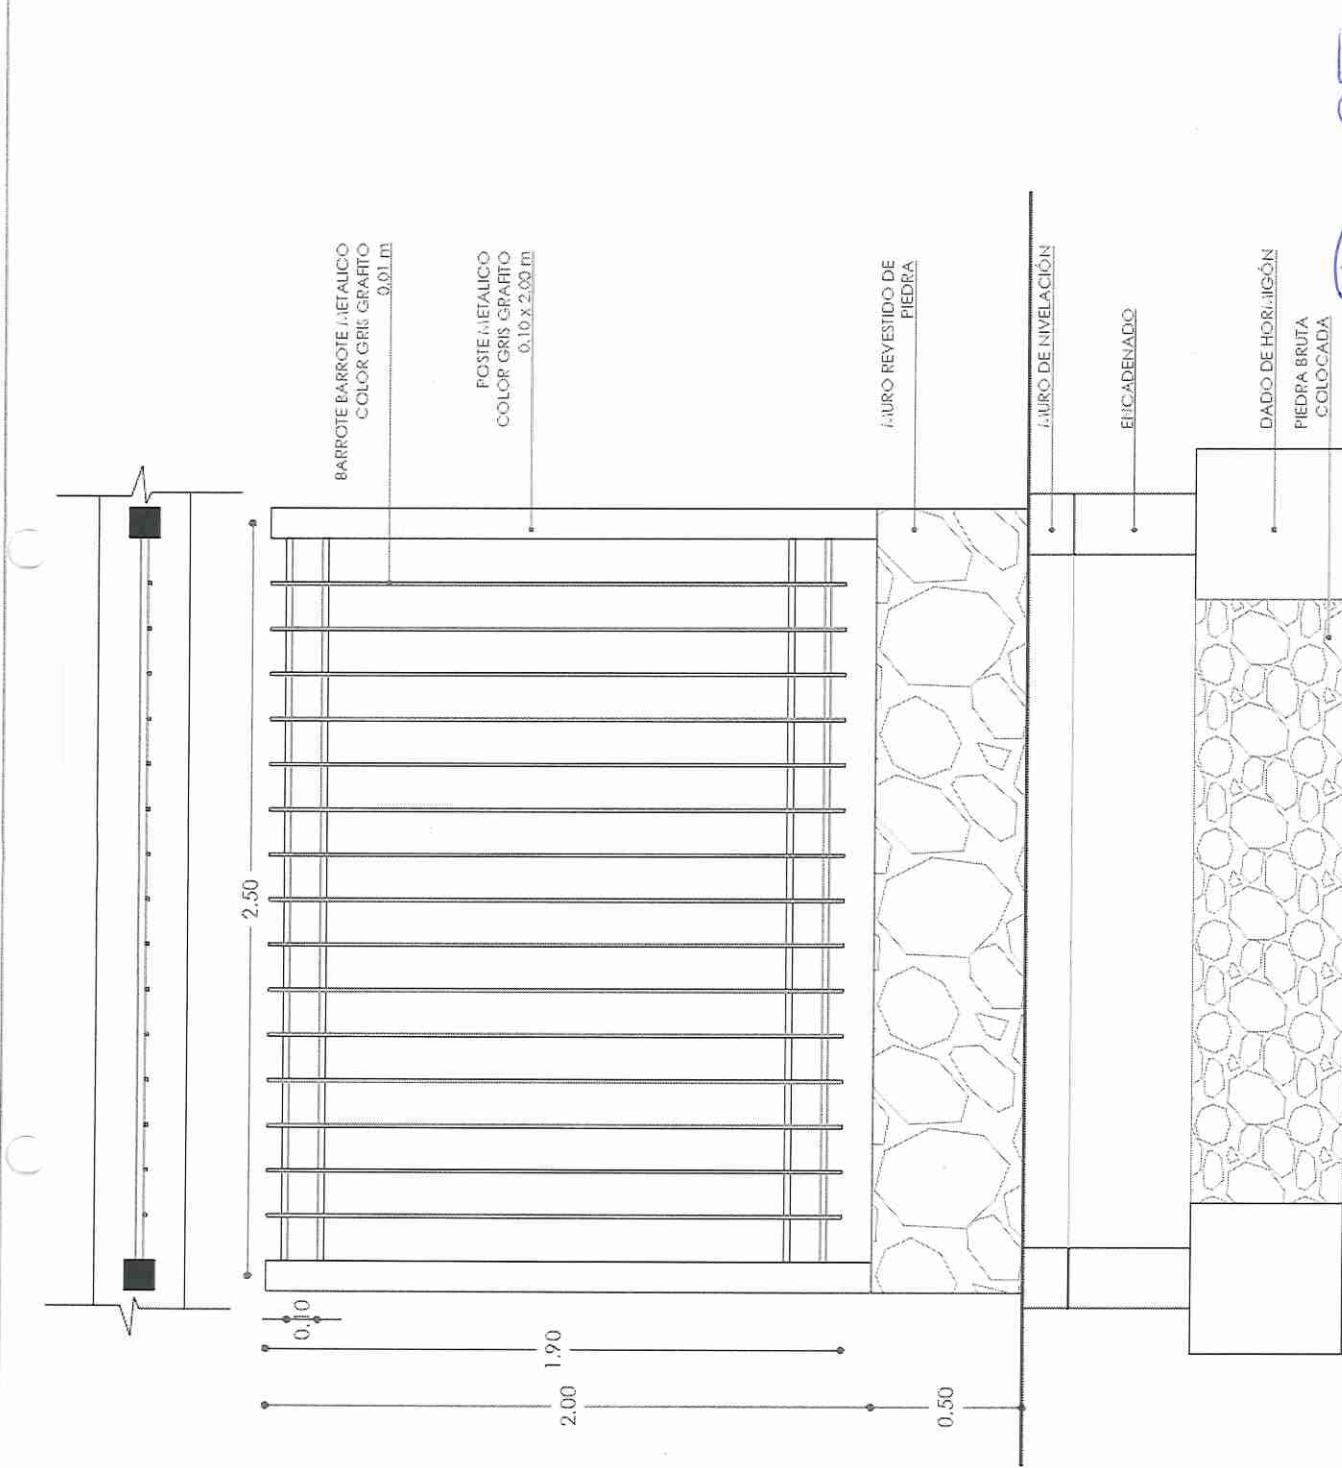 BARROTE BARROTE METALICO
COLOR GRIS GRAFITO
0,01 m
POSTE METALICO
COLOR GRIS GRAFITO
0,10 x 2,00 m
MURO REVESTIDO DE
PIEDRA
MURO DE NIVELACIÓN
ENCADENADO
DADO DE HORMIGÓN
PIEDRA BRUTA
COLOCADA
2.50
0.10
1.90
2.00
0.50